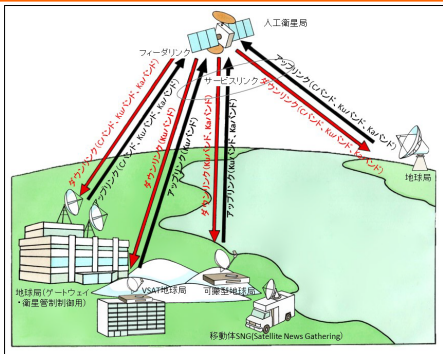 人工衛星局
フィーダリンク
サービスリンク
ダウンリンク(Cバンド、Kuバンド、Kaバンド)
アップリンク(Cバンド、Kuバンド、Kaバンド)
ダウンリンク(Kuバンド)
アップリンク(Kuバンド)
ダウンリンク(Kuバンド、Kaバンド)
アップリンク(Kuバンド、Kaバンド)
アップリンク(Cバンド、Kuバンド、Kaバンド)
ダウンリンク(Cバンド、Kuバンド、Kaバンド)
地球局
地球局(ゲートウェイ
・衛星管制制御用)
VSAT地球局
可搬型地球局
移動体SNG(Satellite News Gathering)